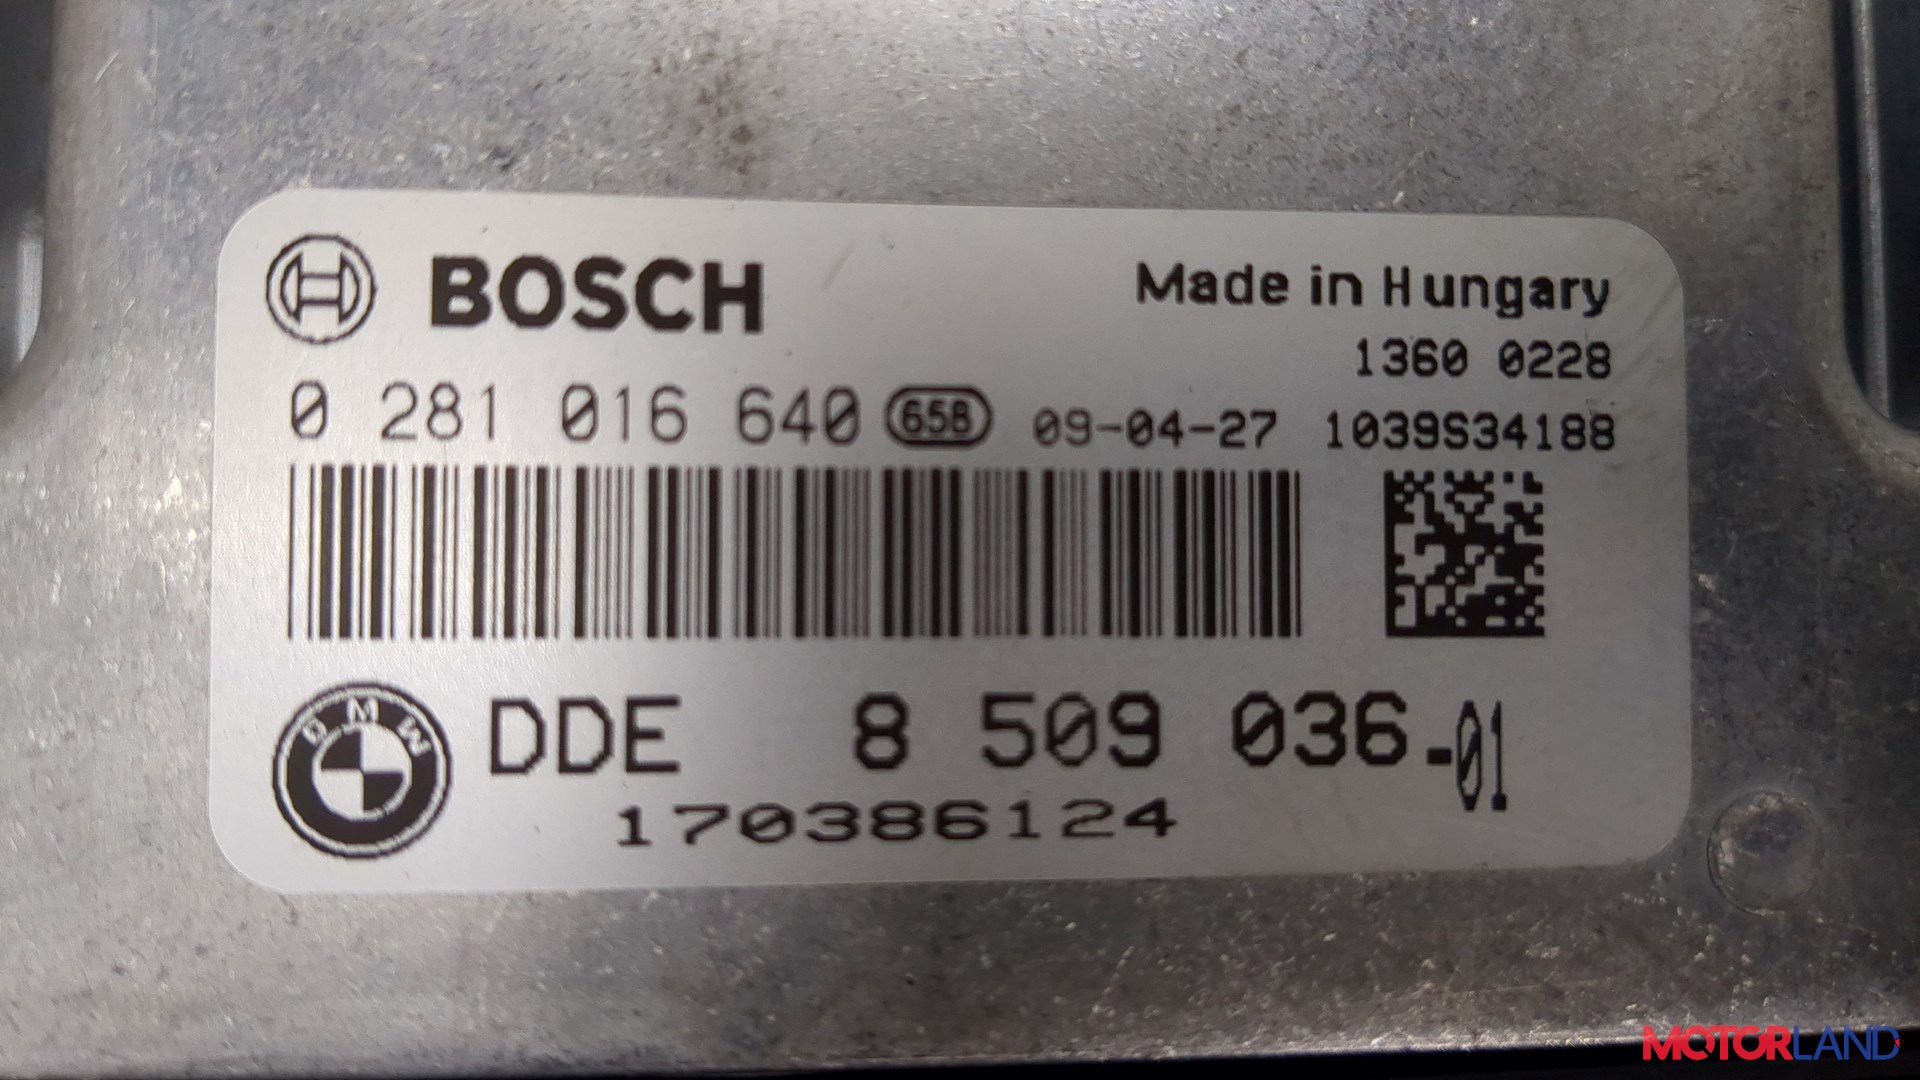 BOSCH
Made in Hungary
1360 0228
0 281 016 640 658 09-04-27 1039S34188
BMW
DDE 8 509 036-01
170386124
MOTORLAND